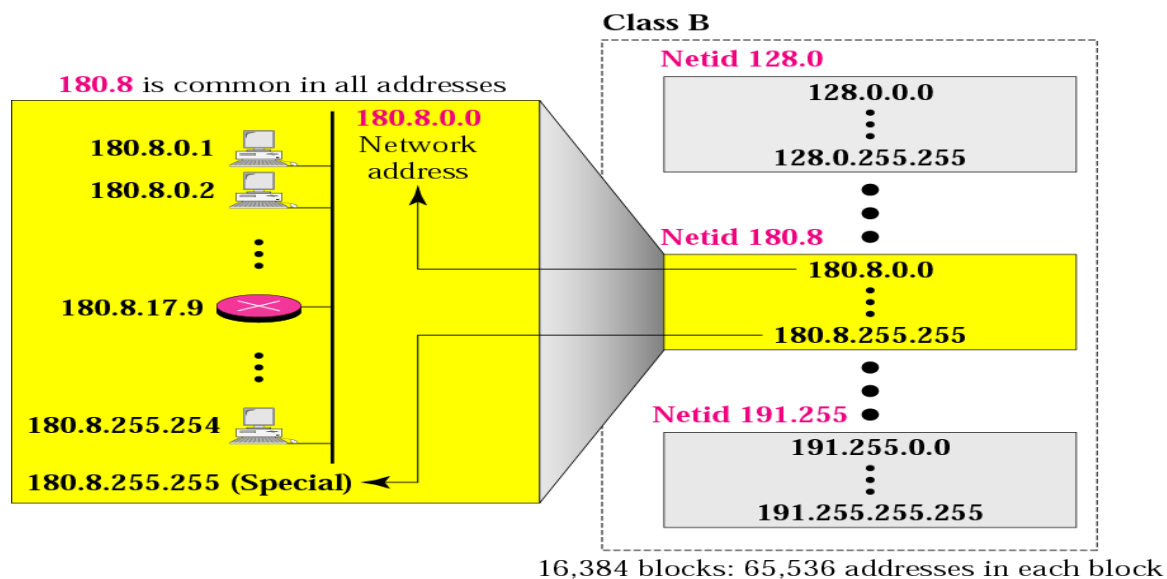 Class B
Netid 128.0
128.0.0.0
128.0.255.255
Netid 180.8
180.8.0.0
180.8.255.255
Netid 191.255
191.255.0.0
191.255.255.255
180.8 is common in all addresses
180.8.0.0
Network
address
180.8.0.1
180.8.0.2
180.8.17.9
180.8.255.254
180.8.255.255 (Special)
16,384 blocks: 65,536 addresses in each block